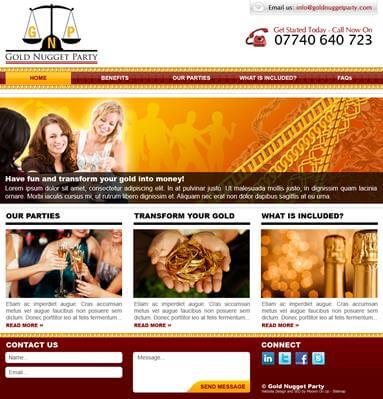 Email us: info@goldnuggetparty.com
G N P
GOLD NUGGET PARTY
Get Started Today - Call Now On
07740 640 723
HOME BENEFITS OUR PARTIES WHAT IS INCLUDED? FAQs
Have fun and transform your gold into money!
Lorem ipsum dolor sit amet, consectetur adipiscing elit. In at pulvinar justo. Ut malesuada mollis justo, in dignissim quam lacinia
ornare. Morbi iaculis cursus mi, ut rutrum libero dignissim et. Aliquam nec erat non dignissim dictum eu at urna.
OUR PARTIES
Etiam ac imperdiet augue. Cras accumsan
metus vel augue faucibus non posuere sem
dictum. Donec tempor leo at felis fermentum...
READ MORE »
TRANSFORM YOUR GOLD
Etiam ac imperdiet augue. Cras accumsan
metus vel augue faucibus non posuere sem
dictum. Donec tempor leo at felis fermentum...
READ MORE »
WHAT IS INCLUDED?
Etiam ac imperdiet augue. Cras accumsan
metus vel augue faucibus non posuere sem
dictum. Donec tempor leo at felis fermentum...
READ MORE »
CONTACT US
Name...
Email...
Message...
SEND MESSAGE
CONNECT
© Gold Nugget Party
Website Design and SEO by On Up - Sitemap